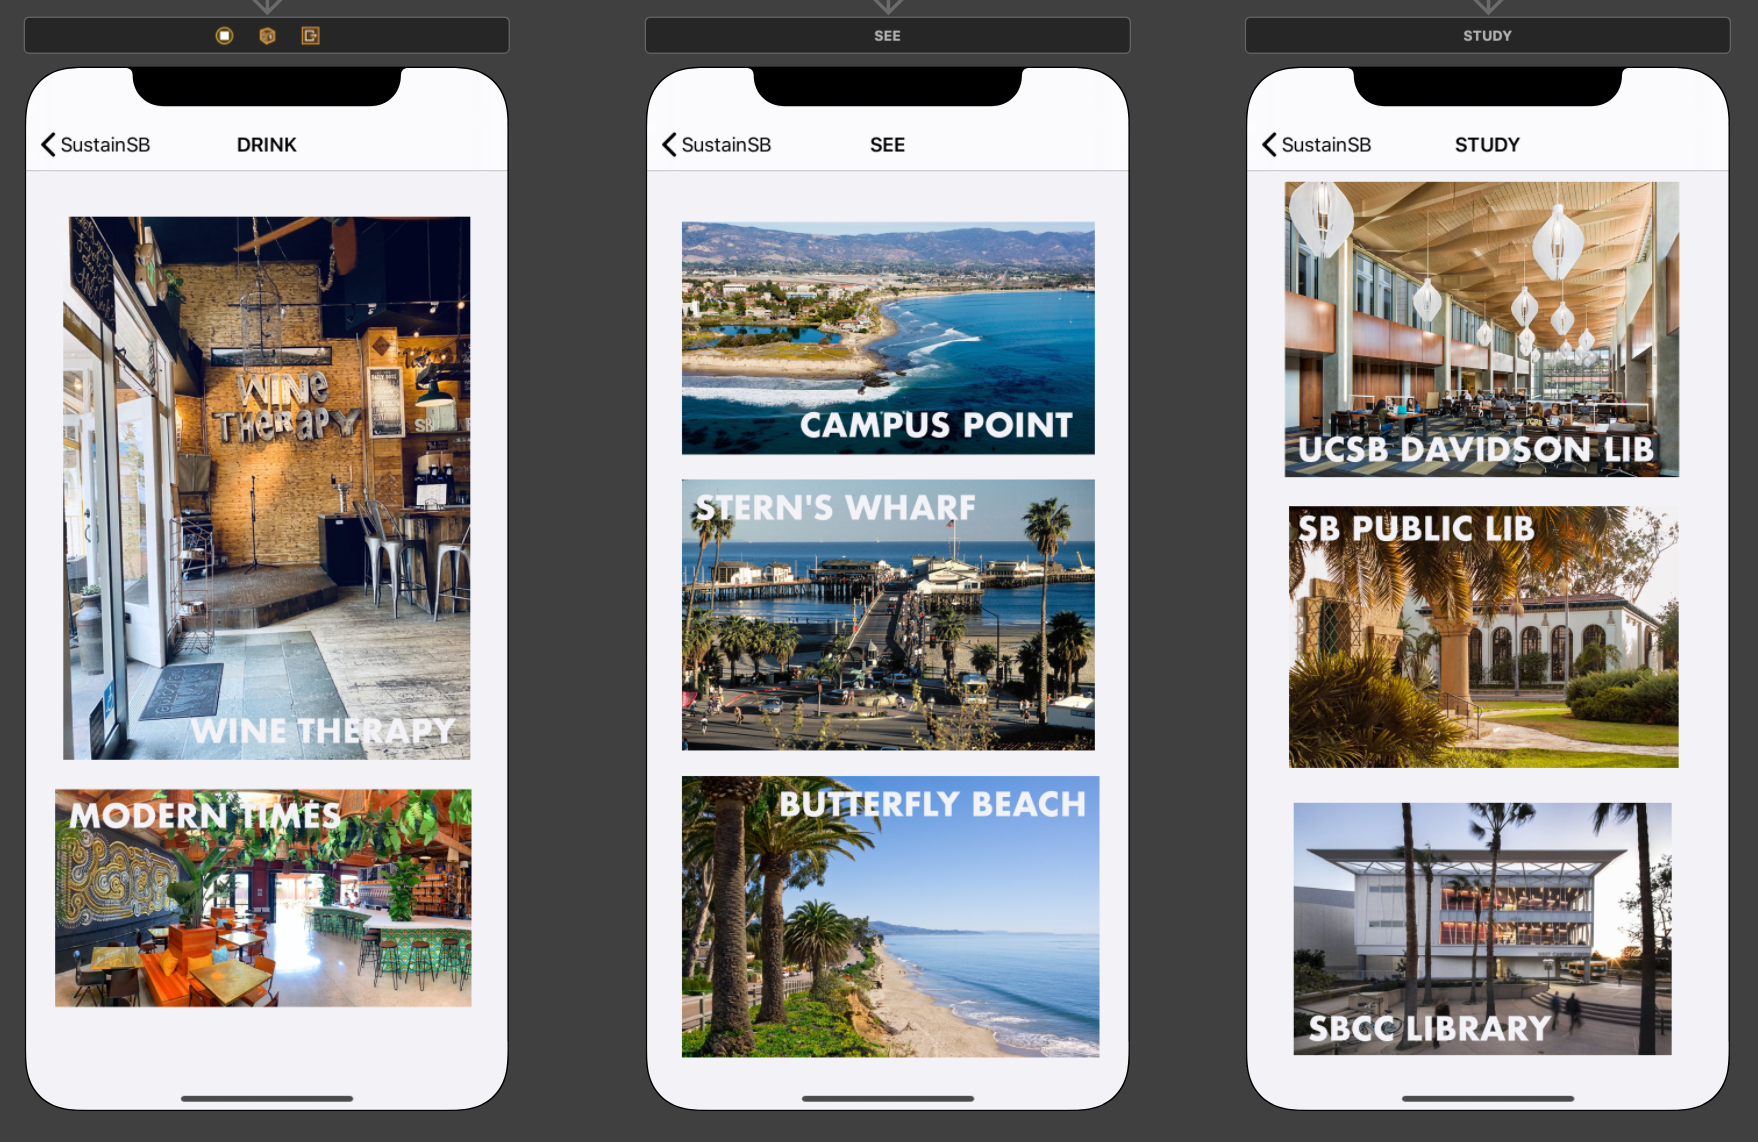 SustainSB
DRINK
WINE
THERAPY
WINE THERAPY
MODERN TIMES
SEE
SustainSB
SEE
CAMPUS POINT
STERN'S WHARF
BUTTERFLY BEACH
STUDY
SustainSB
STUDY
UCSB DAVIDSON LIB
SB PUBLIC LIB
SBCC LIBRARY